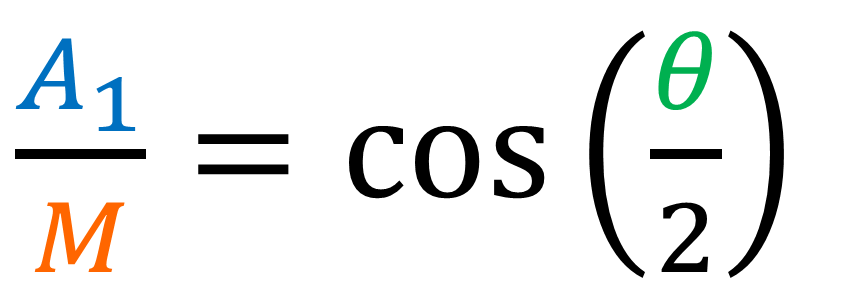 A₁/M = cos(θ/2)